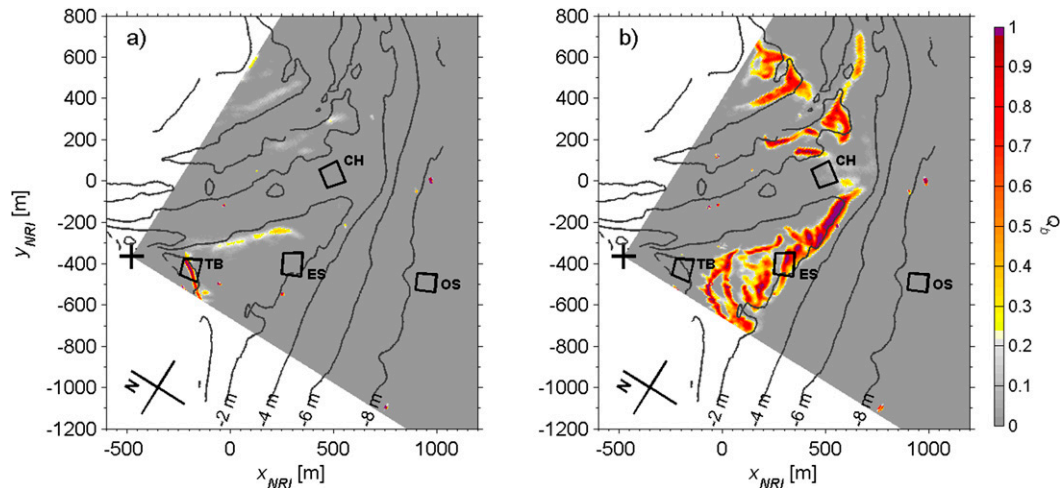 a)
b)
800
600
400
200
0
-200
-400
-600
-800
-1000
-1200
y_NRI [m]
-500 0 500 1000
x_NRI [m]
CH
TB
ES
OS
N
0
-2 m
-4 m
-6 m
-8 m
800
600
400
200
0
-200
-400
-600
-800
-1000
-1200
-500 0 500 1000
x_NRI [m]
CH
TB
ES
OS
N
0
-2 m
-4 m
-6 m
-8 m
1
0.9
0.8
0.7
0.6
0.5
0.4
0.3
0.2
0.1
0
Q_b